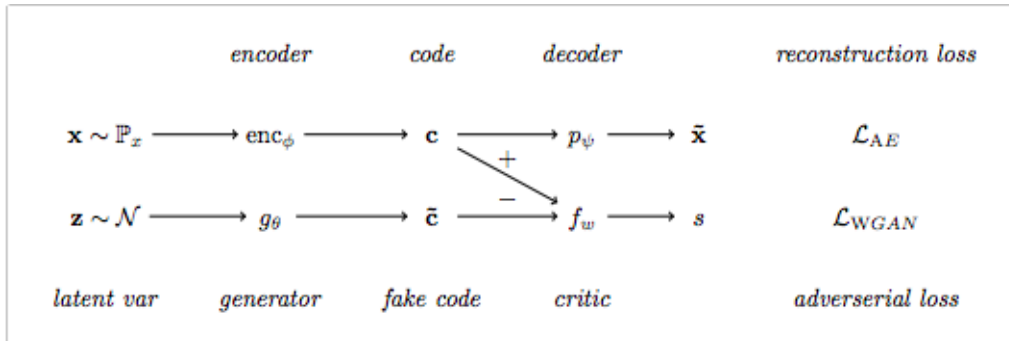 encoder code decoder reconstruction loss
x ∼ ℙₓ enc_ϕ c p_ψ x̃ ℒ_AE
+
−
z ∼ 𝒩 g_θ c̃ f_w s ℒ_WGAN
latent var generator fake code critic adverserial loss